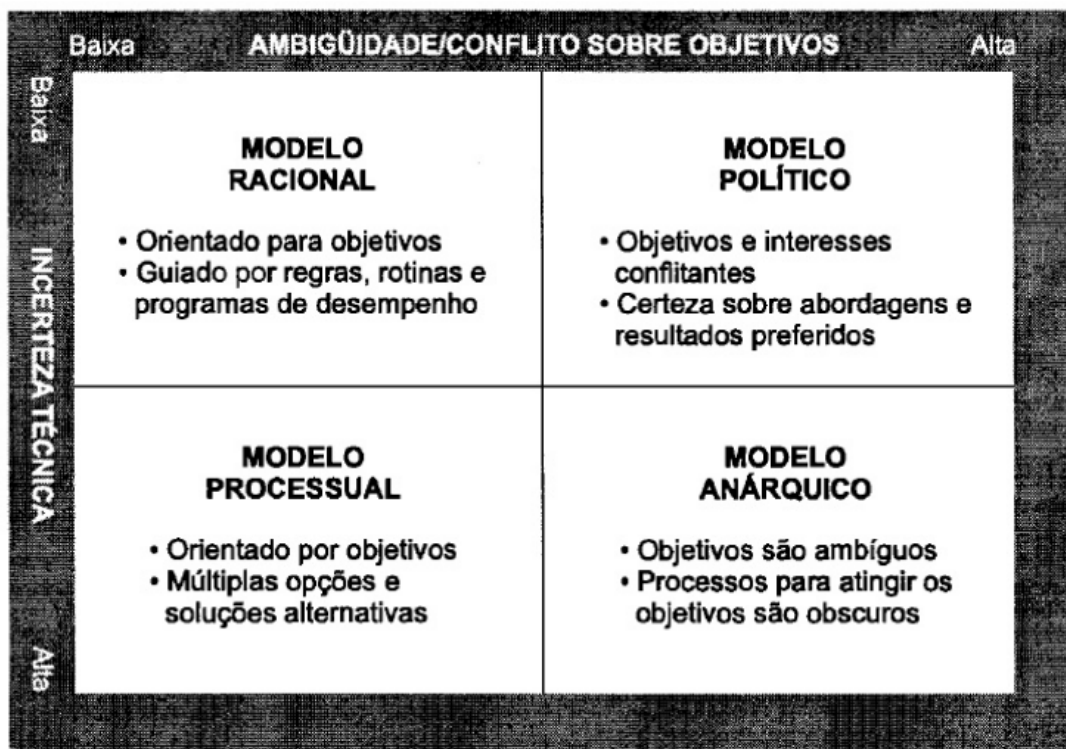 Baixa AMBIGÜIDADE/CONFLITO SOBRE OBJETIVOS Alta
Baixa
INCERTEZA TÉCNICA
Alta
MODELO
RACIONAL
• Orientado para objetivos
• Guiado por regras, rotinas e
programas de desempenho
MODELO
POLÍTICO
• Objetivos e interesses
conflitantes
• Certeza sobre abordagens e
resultados preferidos
MODELO
PROCESSUAL
• Orientado por objetivos
• Múltiplas opções e
soluções alternativas
MODELO
ANÁRQUICO
• Objetivos são ambíguos
• Processos para atingir os
objetivos são obscuros